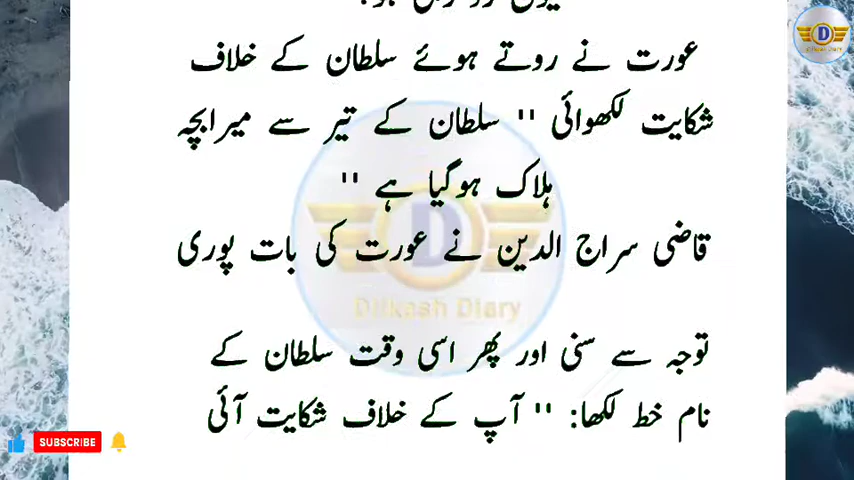 عورت نے روتے ہوئے سلطان کے خلاف
شکایت لکھوائی '' سلطان کے تیر سے میرا بچہ
ہلاک ہوگیا ہے ''
قاضی سراج الدین نے عورت کی بات پوری
توجہ سے سنی اور پھر اسی وقت سلطان کے
نام خط لکھا: '' آپ کے خلاف شکایت آئی
D
Dilkash Diary
D
Dilkash Diary
SUBSCRIBE